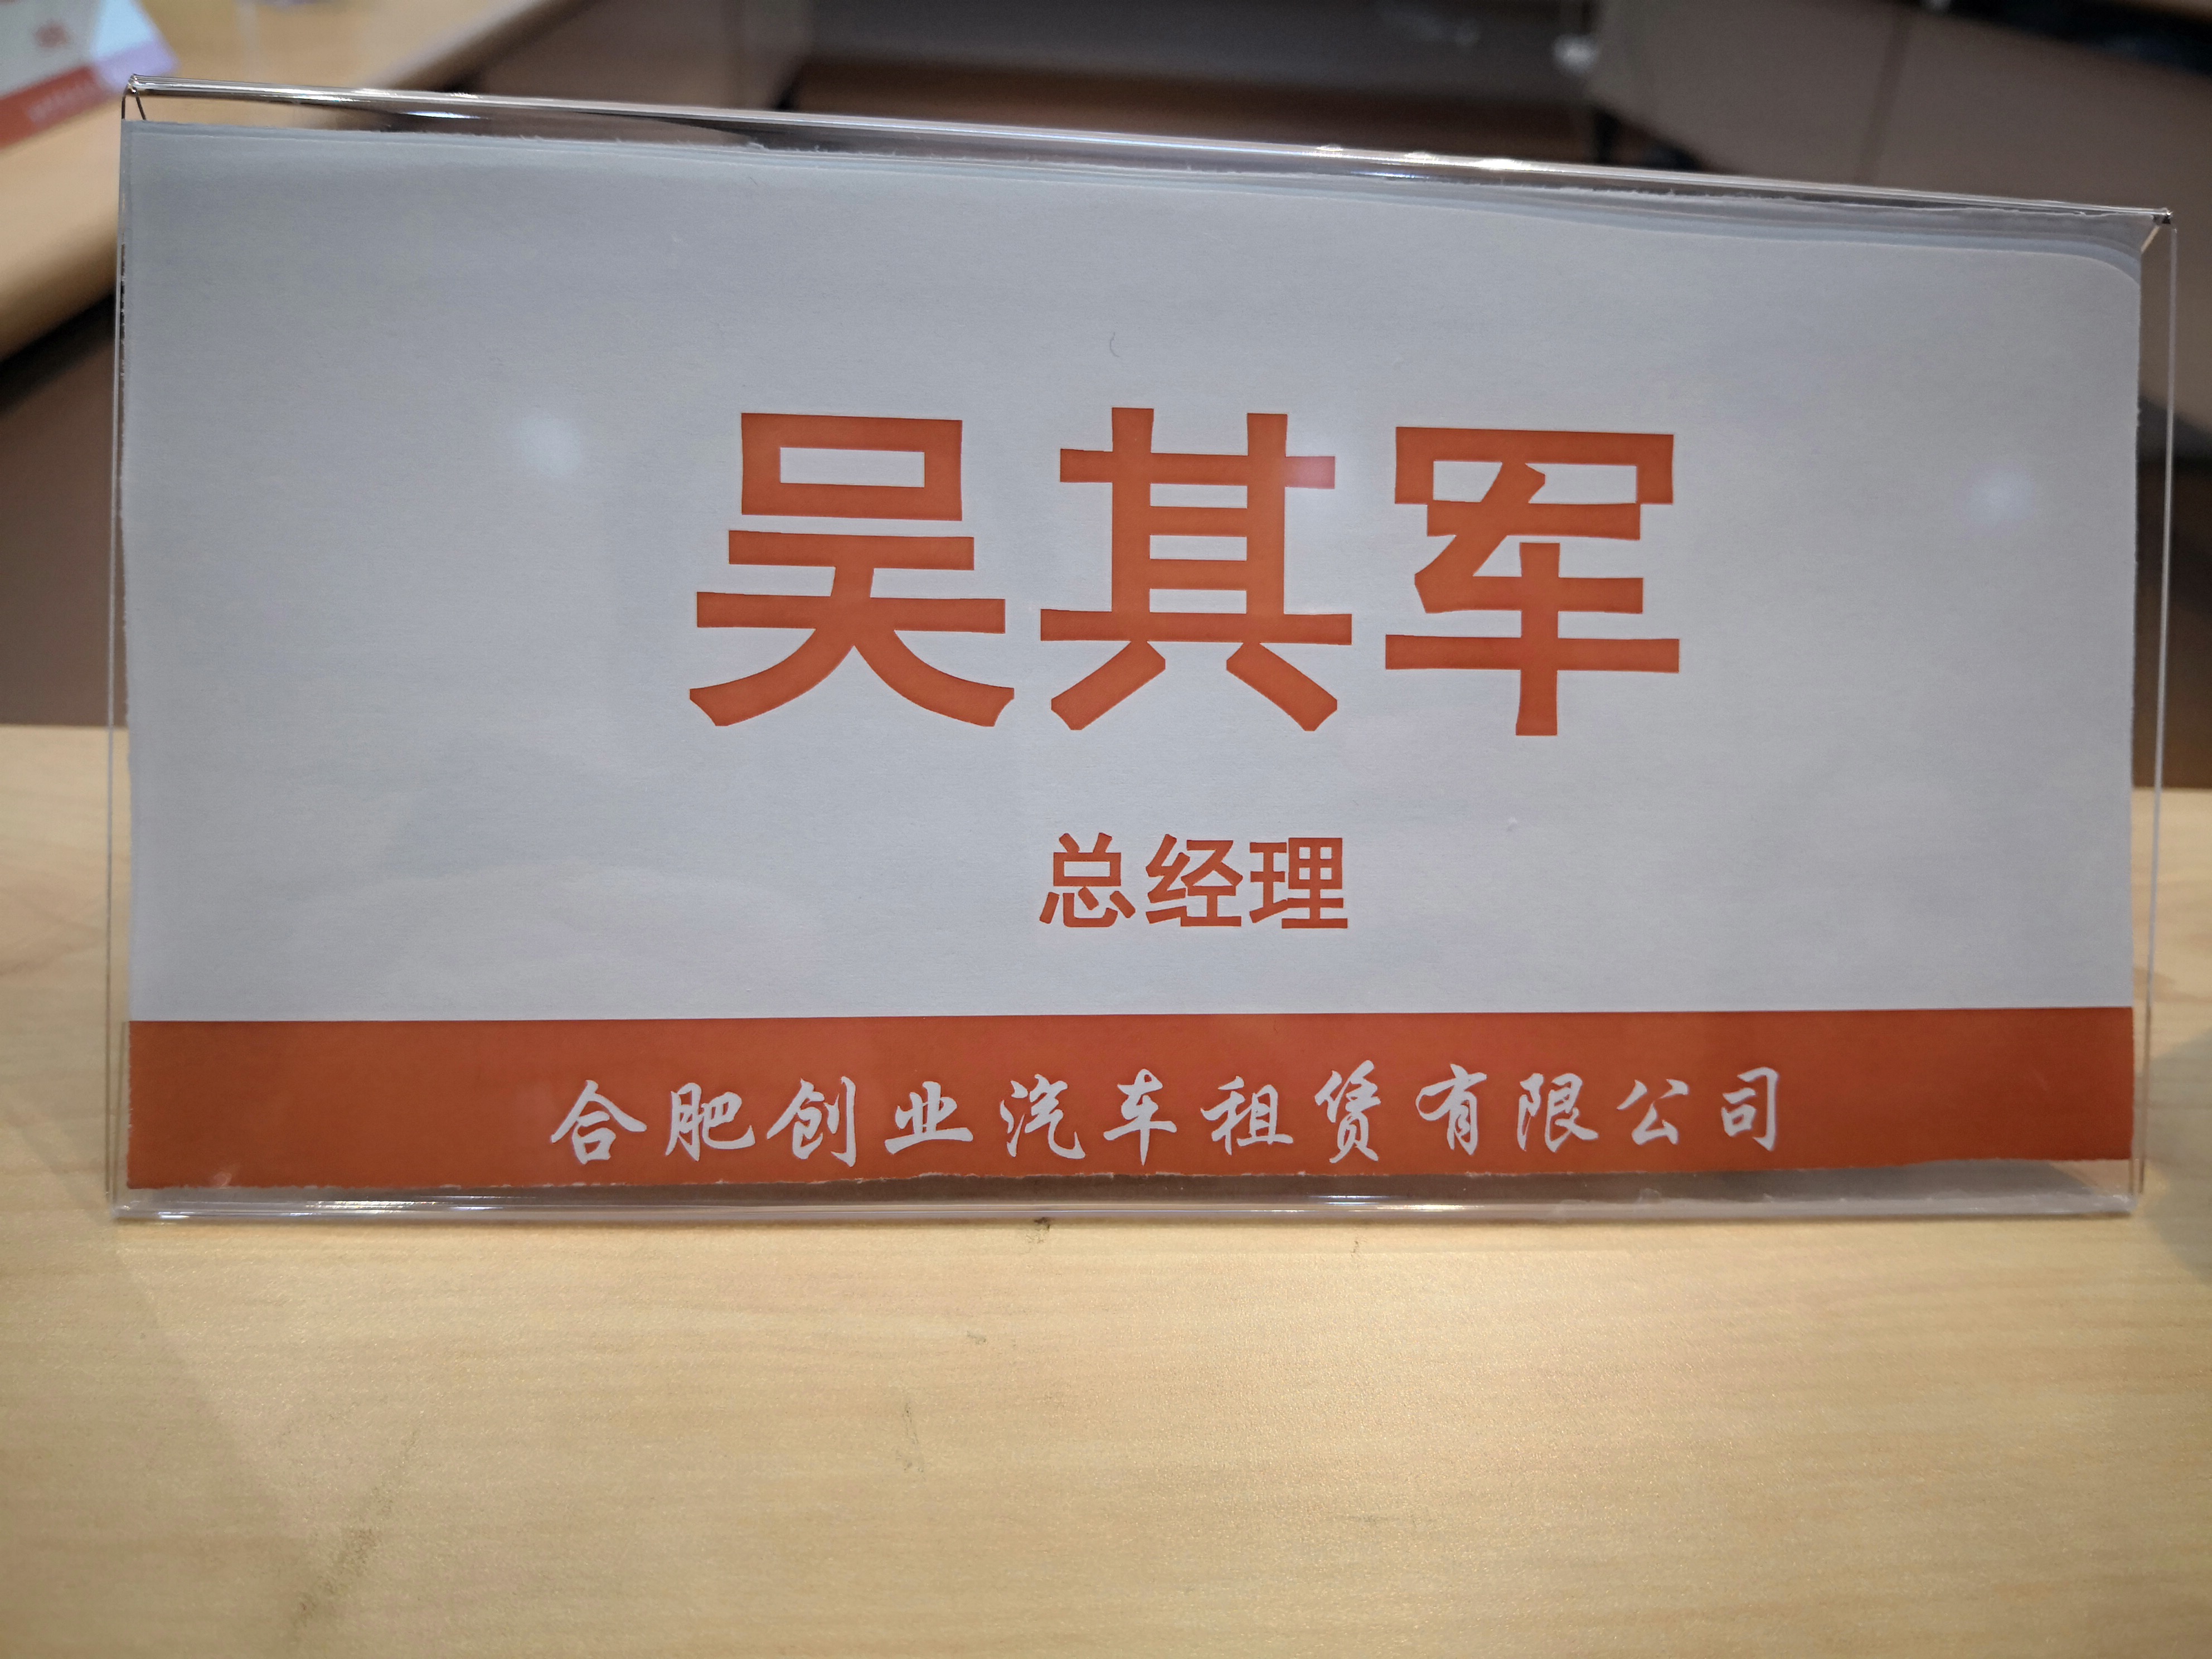 吴其军
总经理
合肥创业汽车租赁有限公司